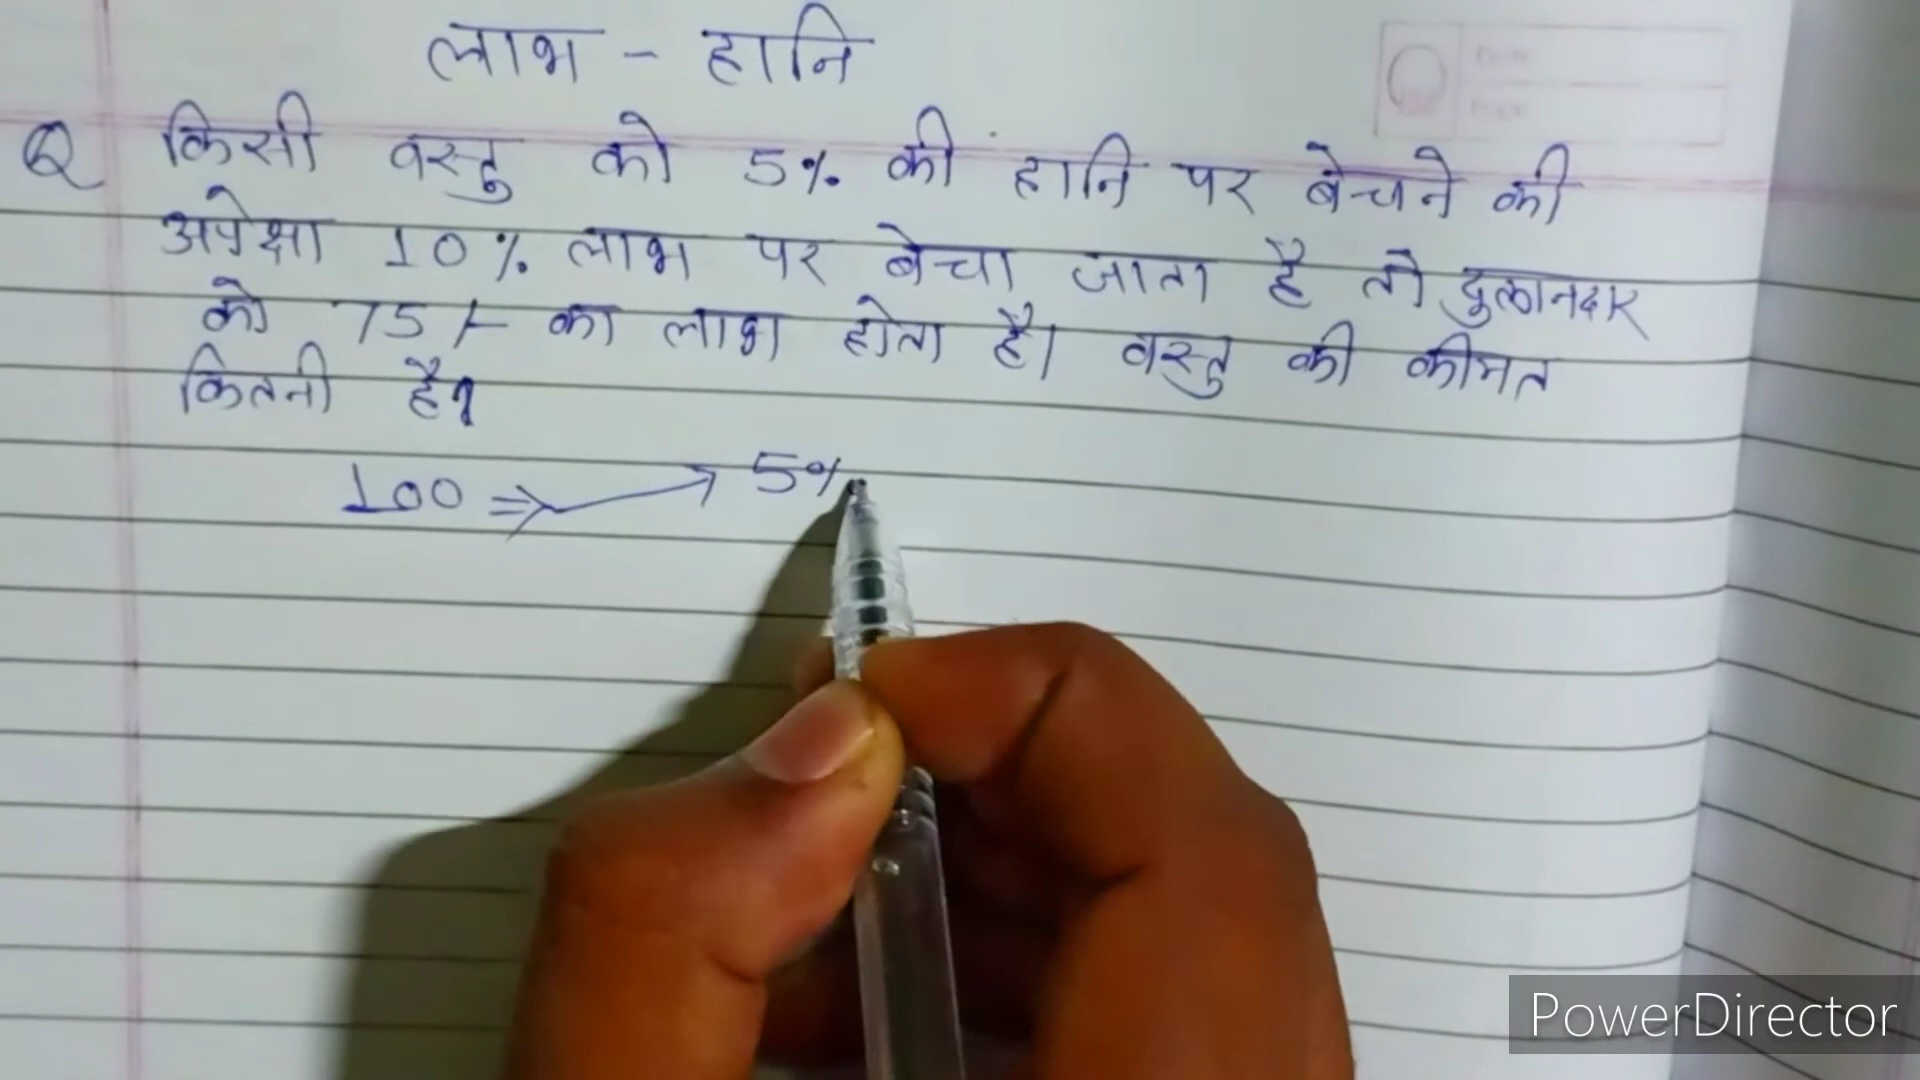 लाभ - हानि
Q किसी वस्तु को 5% की हानि पर बेचने की
अपेक्षा 10% लाभ पर बेचा जाता है तो दुकानदार
को 75/- का लाभ होता है। वस्तु की कीमत
कितनी है।
100 ⇒ → 5%
PowerDirector